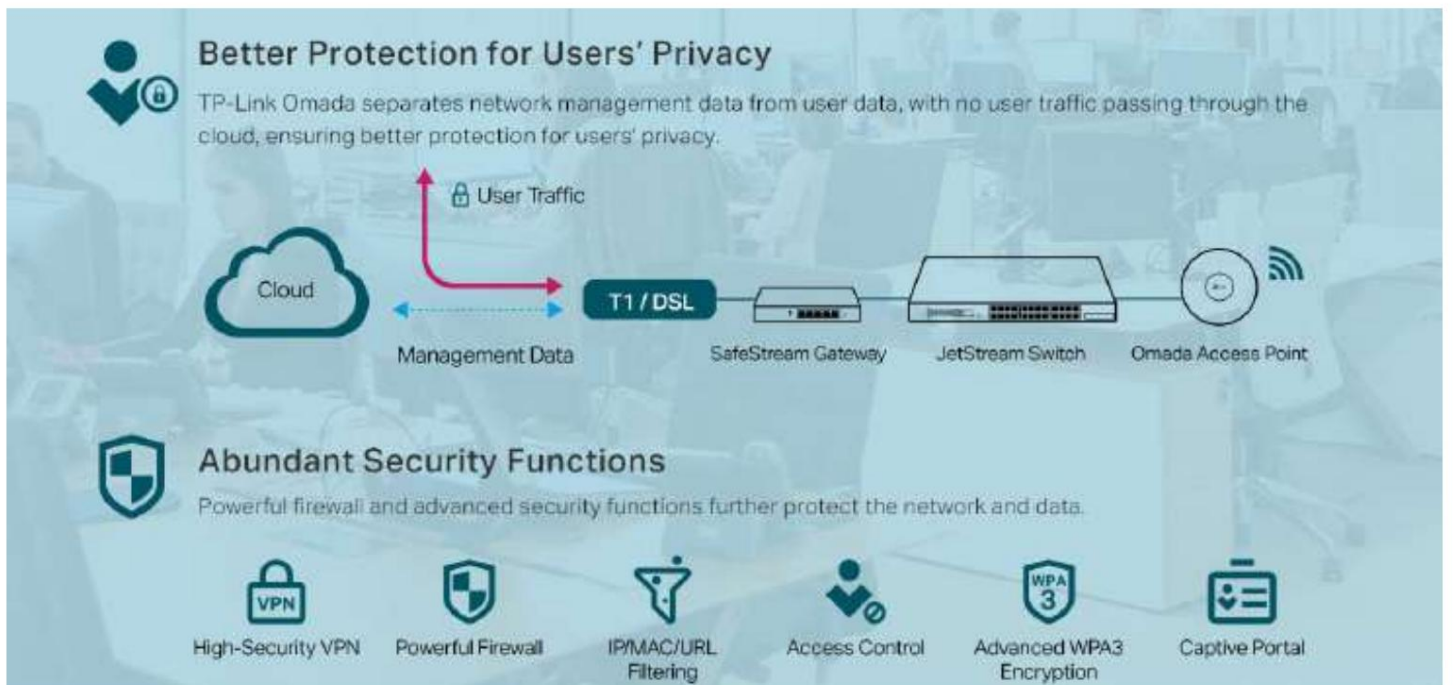 Better Protection for Users' Privacy
TP-Link Omada separates network management data from user data, with no user traffic passing through the
cloud, ensuring better protection for users' privacy.
User Traffic
Cloud
T1 / DSL
Management Data
SafeStream Gateway
JetStream Switch
Omada Access Point
Abundant Security Functions
Powerful firewall and advanced security functions further protect the network and data.
VPN
WPA
3
High-Security VPN
Powerful Firewall
IP/MAC/URL
Filtering
Access Control
Advanced WPA3
Encryption
Captive Portal